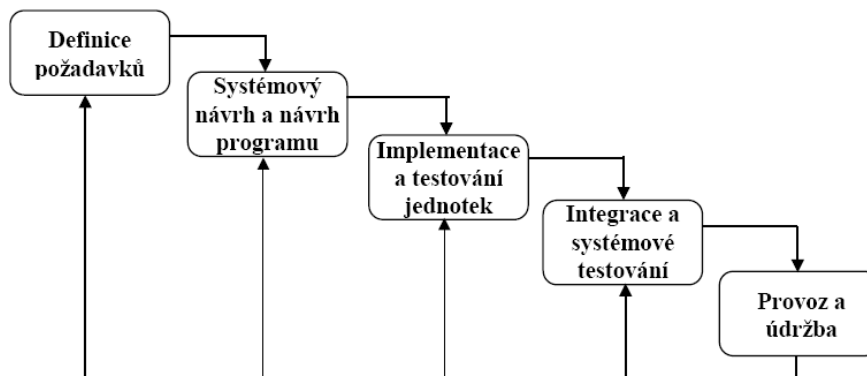 Definice
požadavků
Systémový
návrh a návrh
programu
Implementace
a testování
jednotek
Integrace a
systémové
testování
Provoz a
údržba